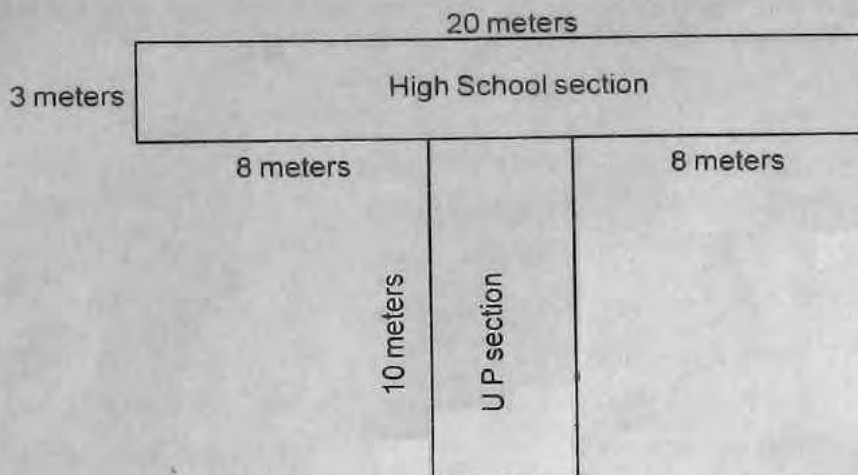 20 meters
3 meters
High School section
8 meters
8 meters
10 meters
U P section